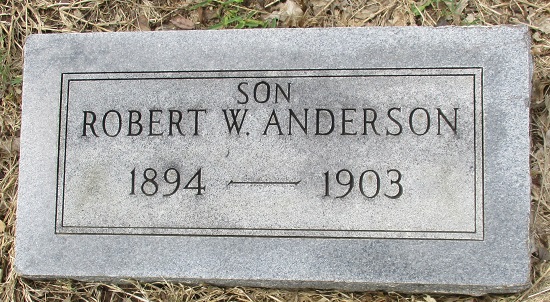 SON
ROBERT W. ANDERSON
1894 — 1903